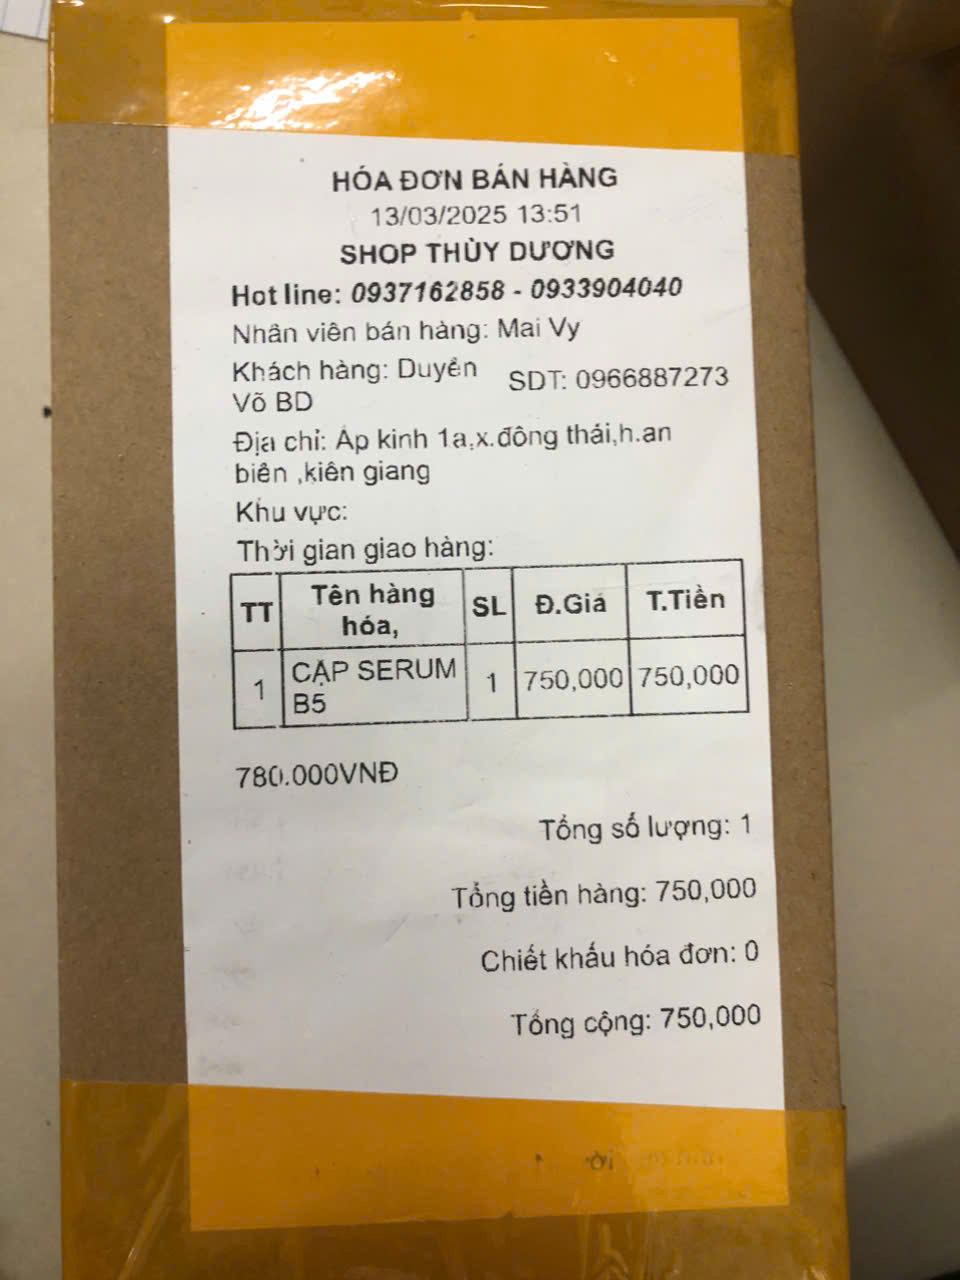 HÓA ĐƠN BÁN HÀNG
13/03/2025 13:51
SHOP THÙY DƯƠNG
Hot line: 0937162858 - 0933904040
Nhân viên bán hàng: Mai Vy
Khách hàng: Duyên Võ BD SDT: 0966887273
Địa chỉ: Ấp kinh 1a,x.đông thái,h.an
biên ,kiên giang
Khu vực:
Thời gian giao hàng:
TT Tên hàng hóa, SL Đ.Giá T.Tiền
1 CẶP SERUM B5 1 750,000 750,000
780.000VNĐ
Tổng số lượng: 1
Tổng tiền hàng: 750,000
Chiết khấu hóa đơn: 0
Tổng cộng: 750,000